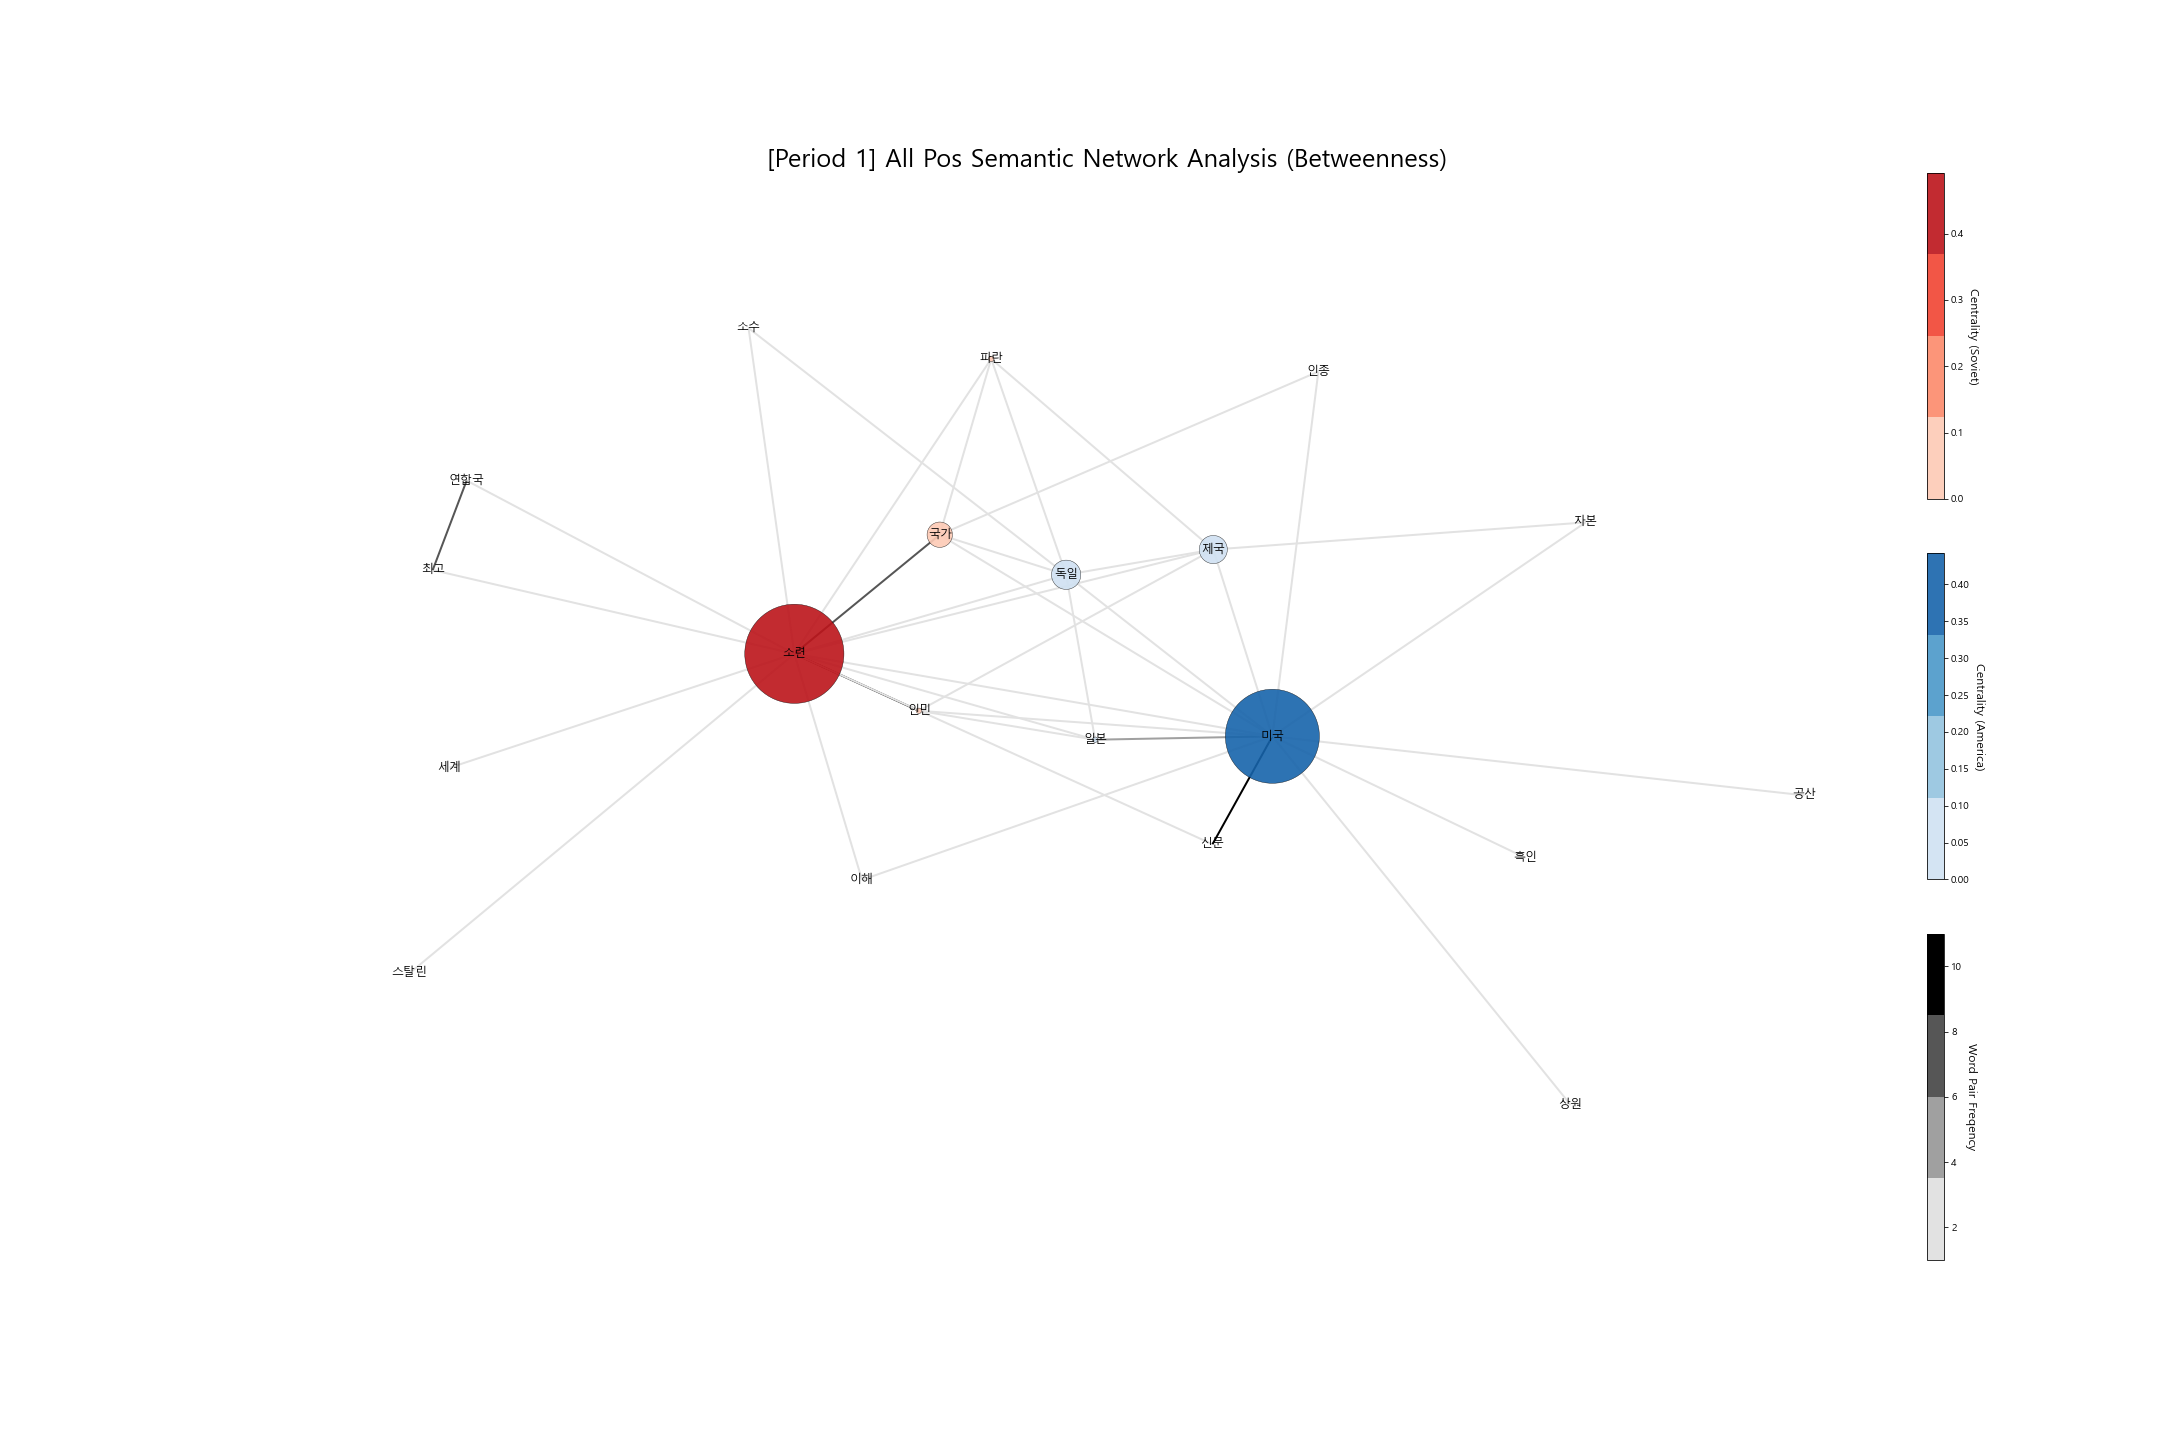 [Period 1] All Pos Semantic Network Analysis (Betweenness)
소수
파란
인종
연합국
자본
국가
제국
최고
독일
소련
인민
미국
일본
세계
공산
신문
흑인
이해
스탈린
상원
0.4
0.3
0.2
0.1
0.0
Centrality (Soviet)
0.40
0.35
0.30
0.25
0.20
0.15
0.10
0.05
0.00
Centrality (America)
10
8
6
4
2
Word Pair Freqency